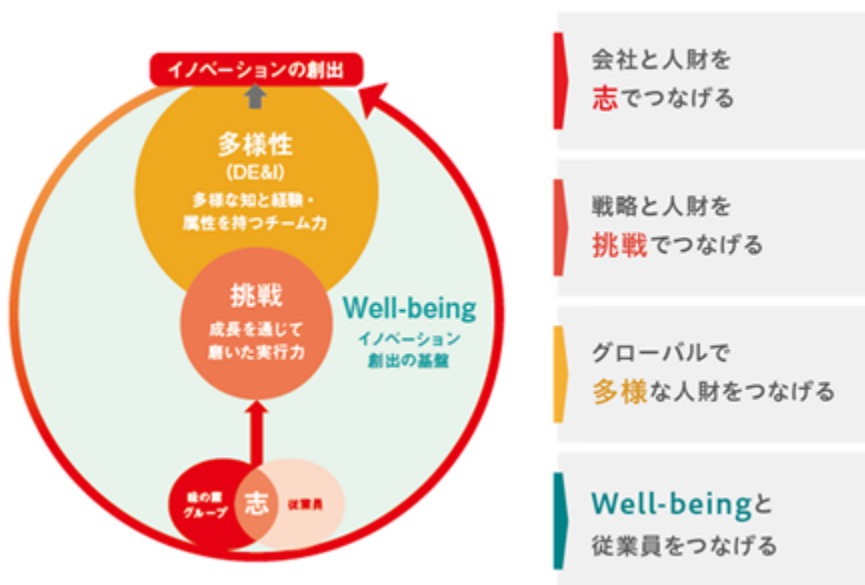 イノベーションの創出
多様性
(DE&I)
多様な知と経験・
属性を持つチーム力
挑戦
成長を通じて
磨いた実行力
Well-being
イノベーション
創出の基盤
味の素
グループ
志
従業員
会社と人財を
志でつなげる
戦略と人財を
挑戦でつなげる
グローバルで
多様な人財をつなげる
Well-beingと
従業員をつなげる